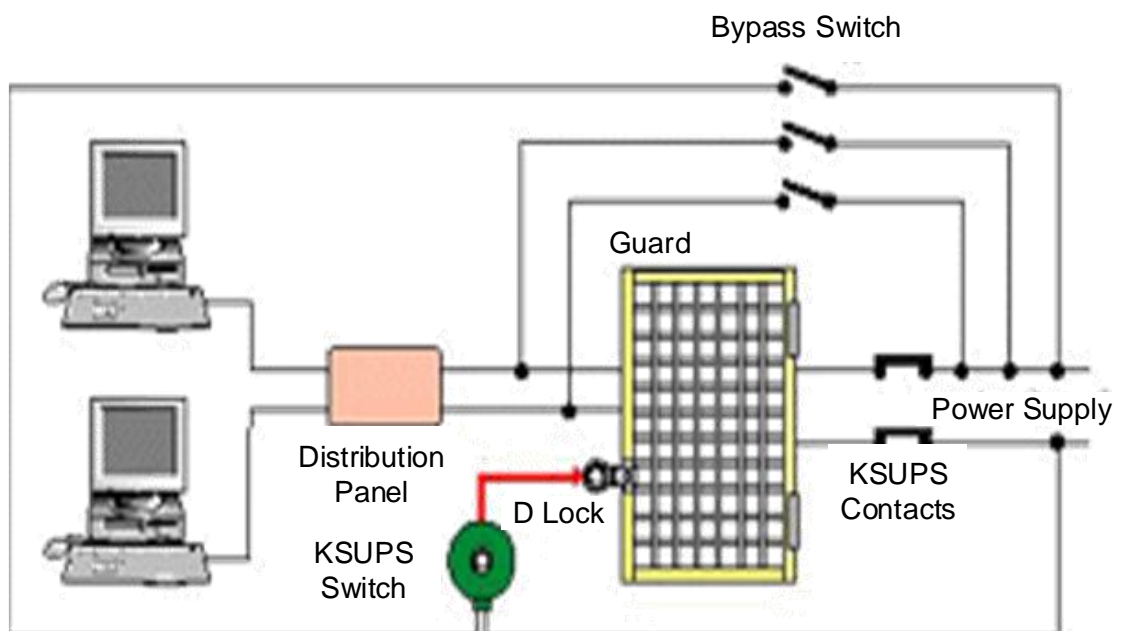 Bypass Switch
Guard
Power Supply
Distribution
Panel
D Lock
KSUPS
Contacts
KSUPS
Switch